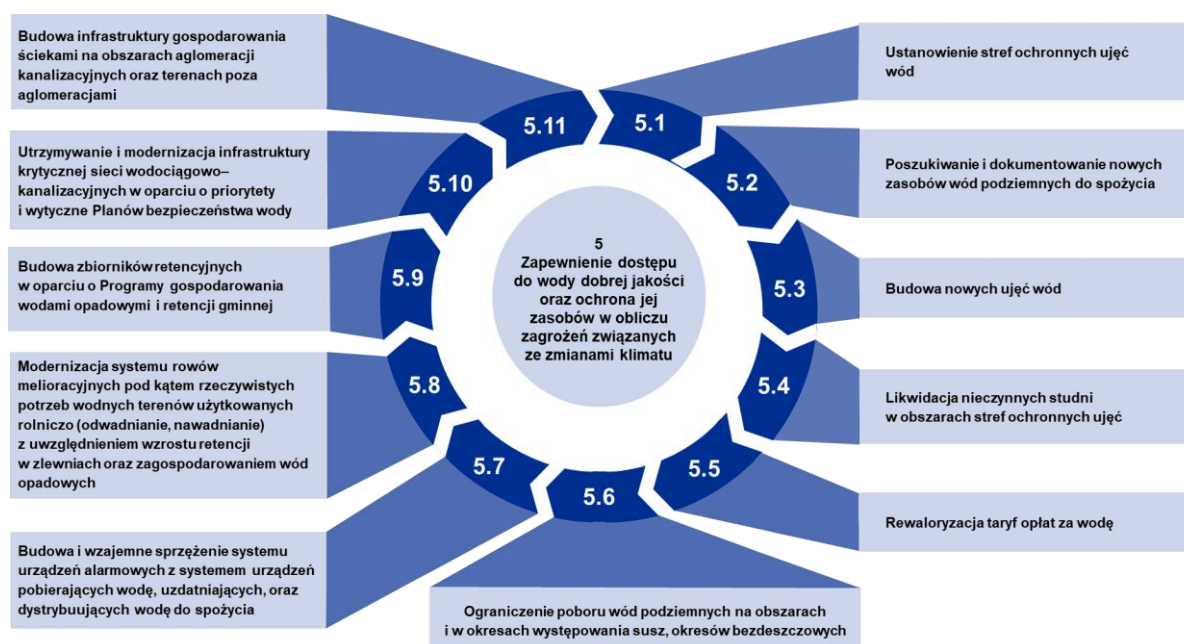 5
Zapewnienie dostępu
do wody dobrej jakości
oraz ochrona jej
zasobów w obliczu
zagrożeń związanych
ze zmianami klimatu
5.1
Ustanowienie stref ochronnych ujęć
wód
5.2
Poszukiwanie i dokumentowanie nowych
zasobów wód podziemnych do spożycia
5.3
Budowa nowych ujęć wód
5.4
Likwidacja nieczynnych studni
w obszarach stref ochronnych ujęć
5.5
Rewaloryzacja taryf opłat za wodę
5.6
Ograniczenie poboru wód podziemnych na obszarach
i w okresach występowania susz, okresów bezdeszczowych
5.7
Budowa i wzajemne sprzężenie systemu
urządzeń alarmowych z systemem urządzeń
pobierających wodę, uzdatniających, oraz
dystrybuujących wodę do spożycia
5.8
Modernizacja systemu rowów
melioracyjnych pod kątem rzeczywistych
potrzeb wodnych terenów użytkowanych
rolniczo (odwadnianie, nawadnianie)
z uwzględnieniem wzrostu retencji
w zlewniach oraz zagospodarowaniem wód
opadowych
5.9
Budowa zbiorników retencyjnych
w oparciu o Programy gospodarowania
wodami opadowymi i retencji gminnej
5.10
Utrzymywanie i modernizacja infrastruktury
krytycznej sieci wodociągowo–
kanalizacyjnych w oparciu o priorytety
i wytyczne Planów bezpieczeństwa wody
5.11
Budowa infrastruktury gospodarowania
ściekami na obszarach aglomeracji
kanalizacyjnych oraz terenach poza
aglomeracjami